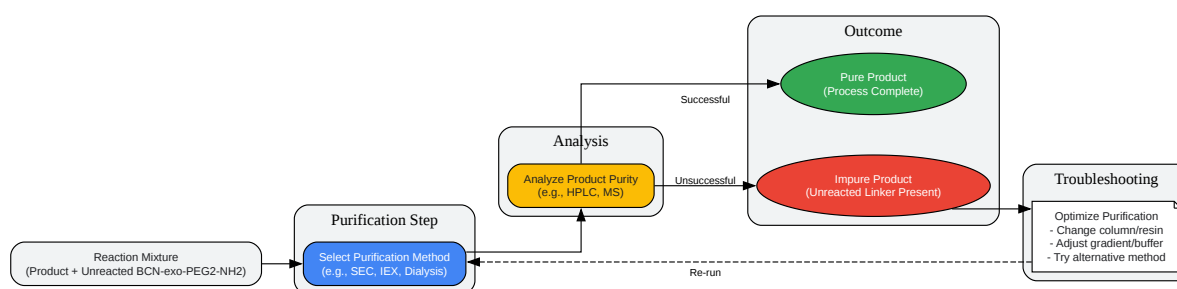 Outcome
Pure Product
(Process Complete)
Successful
Analysis
Analyze Product Purity
(e.g., HPLC, MS)
Unsuccessful
Impure Product
(Unreacted Linker Present)
Troubleshooting
Optimize Purification
- Change column/resin
- Adjust gradient/buffer
- Try alternative method
Purification Step
Select Purification Method
(e.g., SEC, IEX, Dialysis)
Reaction Mixture
(Product + Unreacted BCN-exo-PEG2-NH2)
Re-run